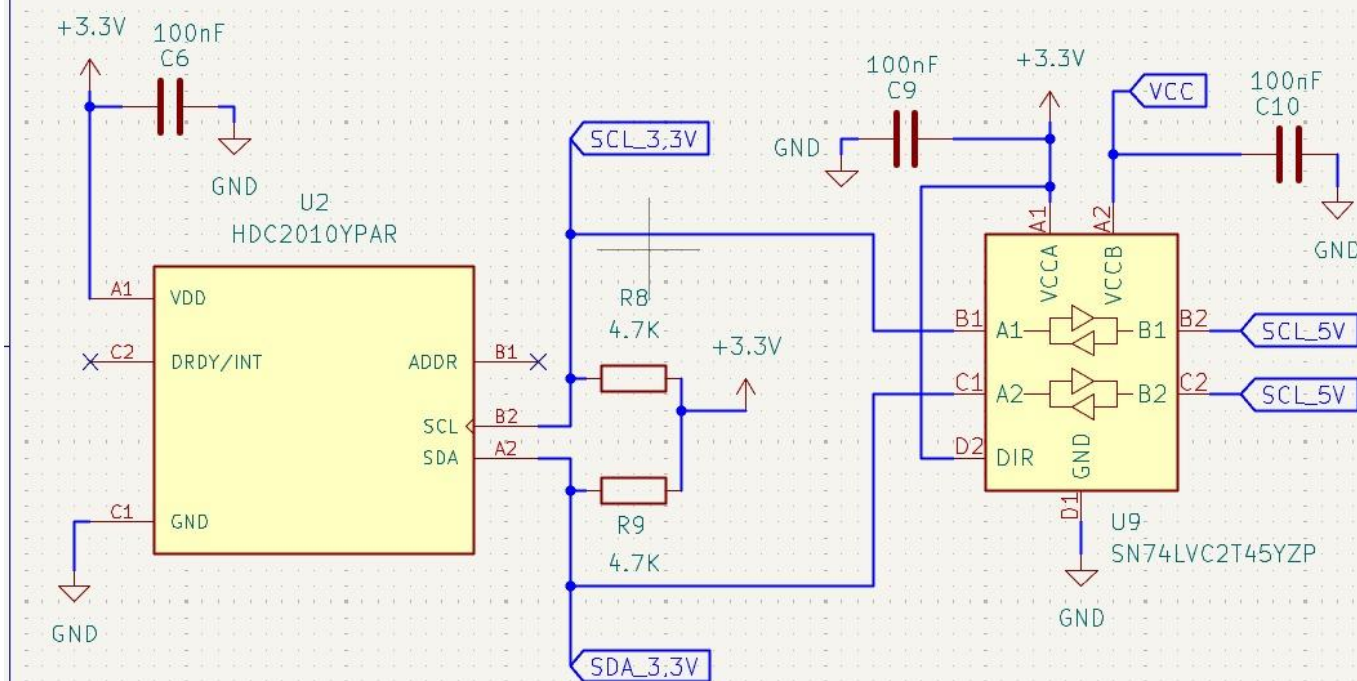 +3.3V
100nF
C6
GND
U2
HDC2010YPAR
A1
VDD
C2
DRDY/INT
ADDR
B1
SCL
B2
SDA
A2
C1
GND
GND
SCL_3,3V
R8
4.7K
+3.3V
R9
4.7K
SDA_3,3V
100nF
C9
GND
+3.3V
VCC
100nF
C10
GND
A1
A2
VCCA
VCCB
B1
A1
B1
B2
SCL_5V
C1
A2
B2
C2
SCL_5V
D2
DIR
GND
D1
U9
SN74LVC2T45YZP
GND